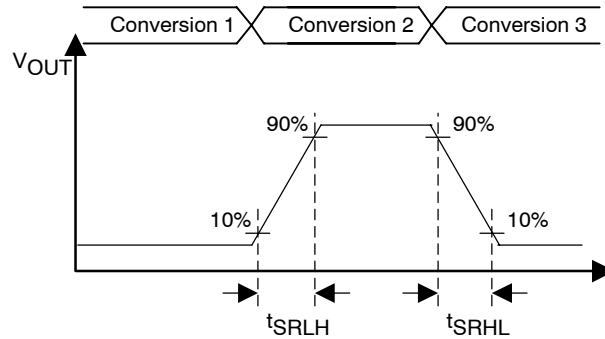 Conversion 1 Conversion 2 Conversion 3
VOUT
90% 90%
10% 10%
tSRLH tSRHL